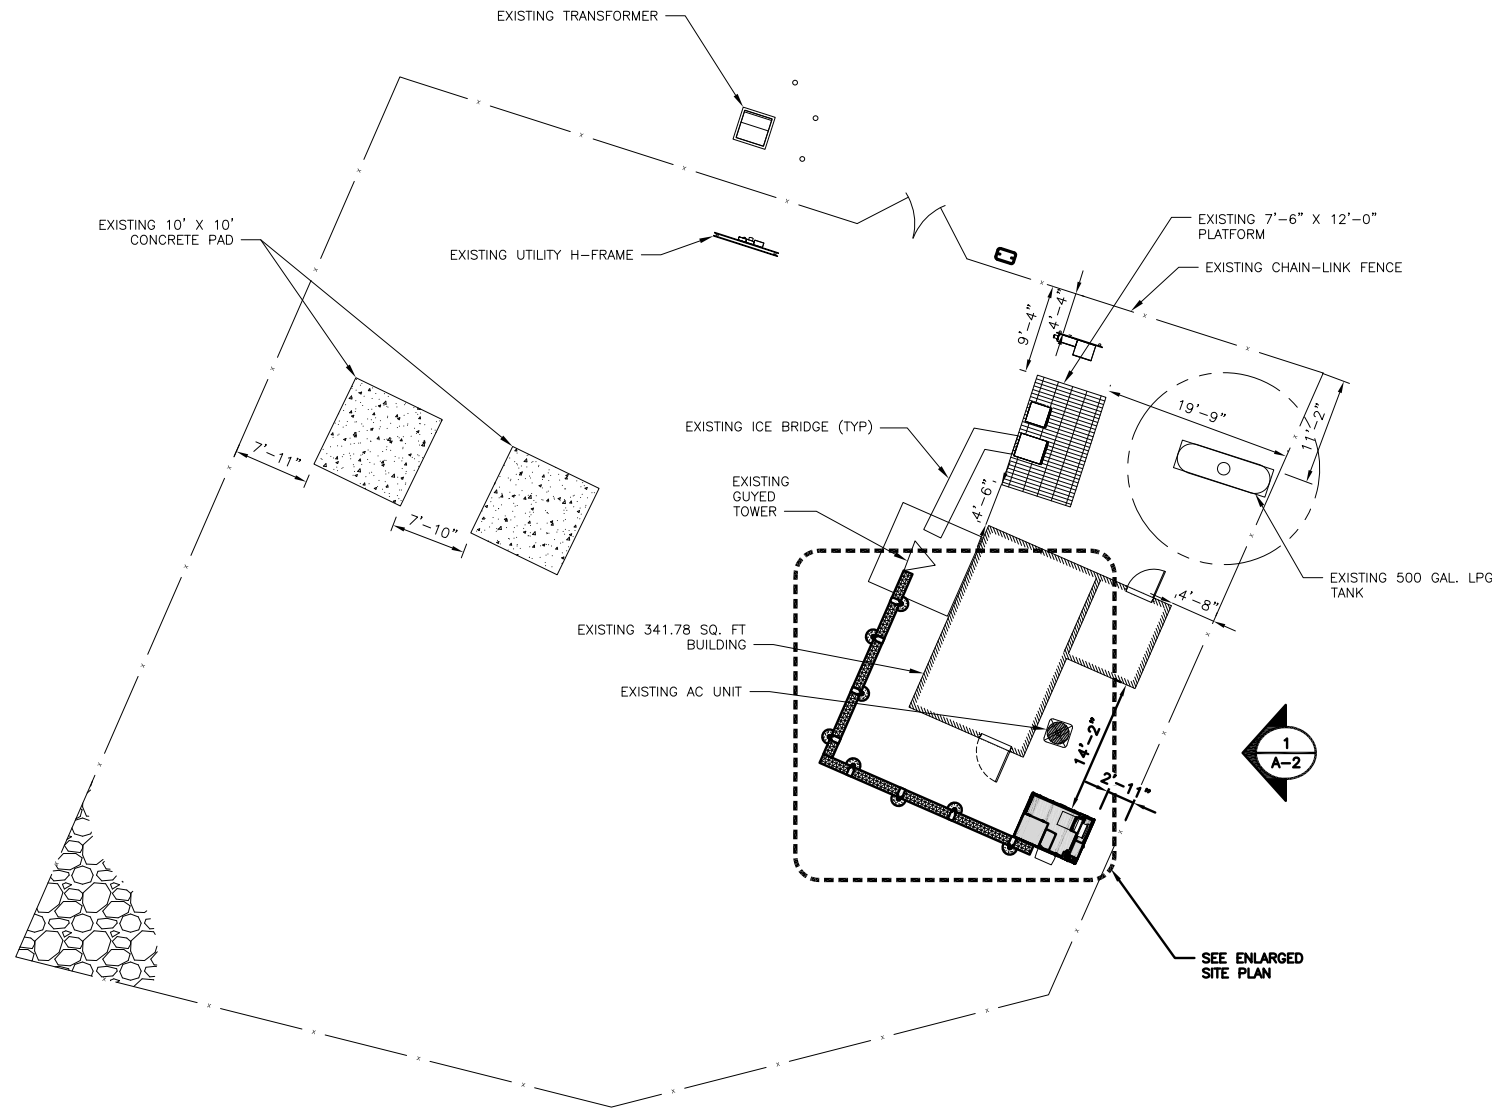 EXISTING TRANSFORMER
EXISTING 10' X 10'
CONCRETE PAD
EXISTING UTILITY H-FRAME
EXISTING 7'-6" X 12'-0"
PLATFORM
EXISTING CHAIN-LINK FENCE
9'-4"
4'-4"
19'-9"
11'-2"
7'-11"
7'-10"
EXISTING ICE BRIDGE (TYP)
EXISTING
GUYED
TOWER
4'-6"
EXISTING 500 GAL. LPG
TANK
4'-8"
EXISTING 341.78 SQ. FT
BUILDING
EXISTING AC UNIT
14'-2"
2'-11"
1
A-2
SEE ENLARGED
SITE PLAN